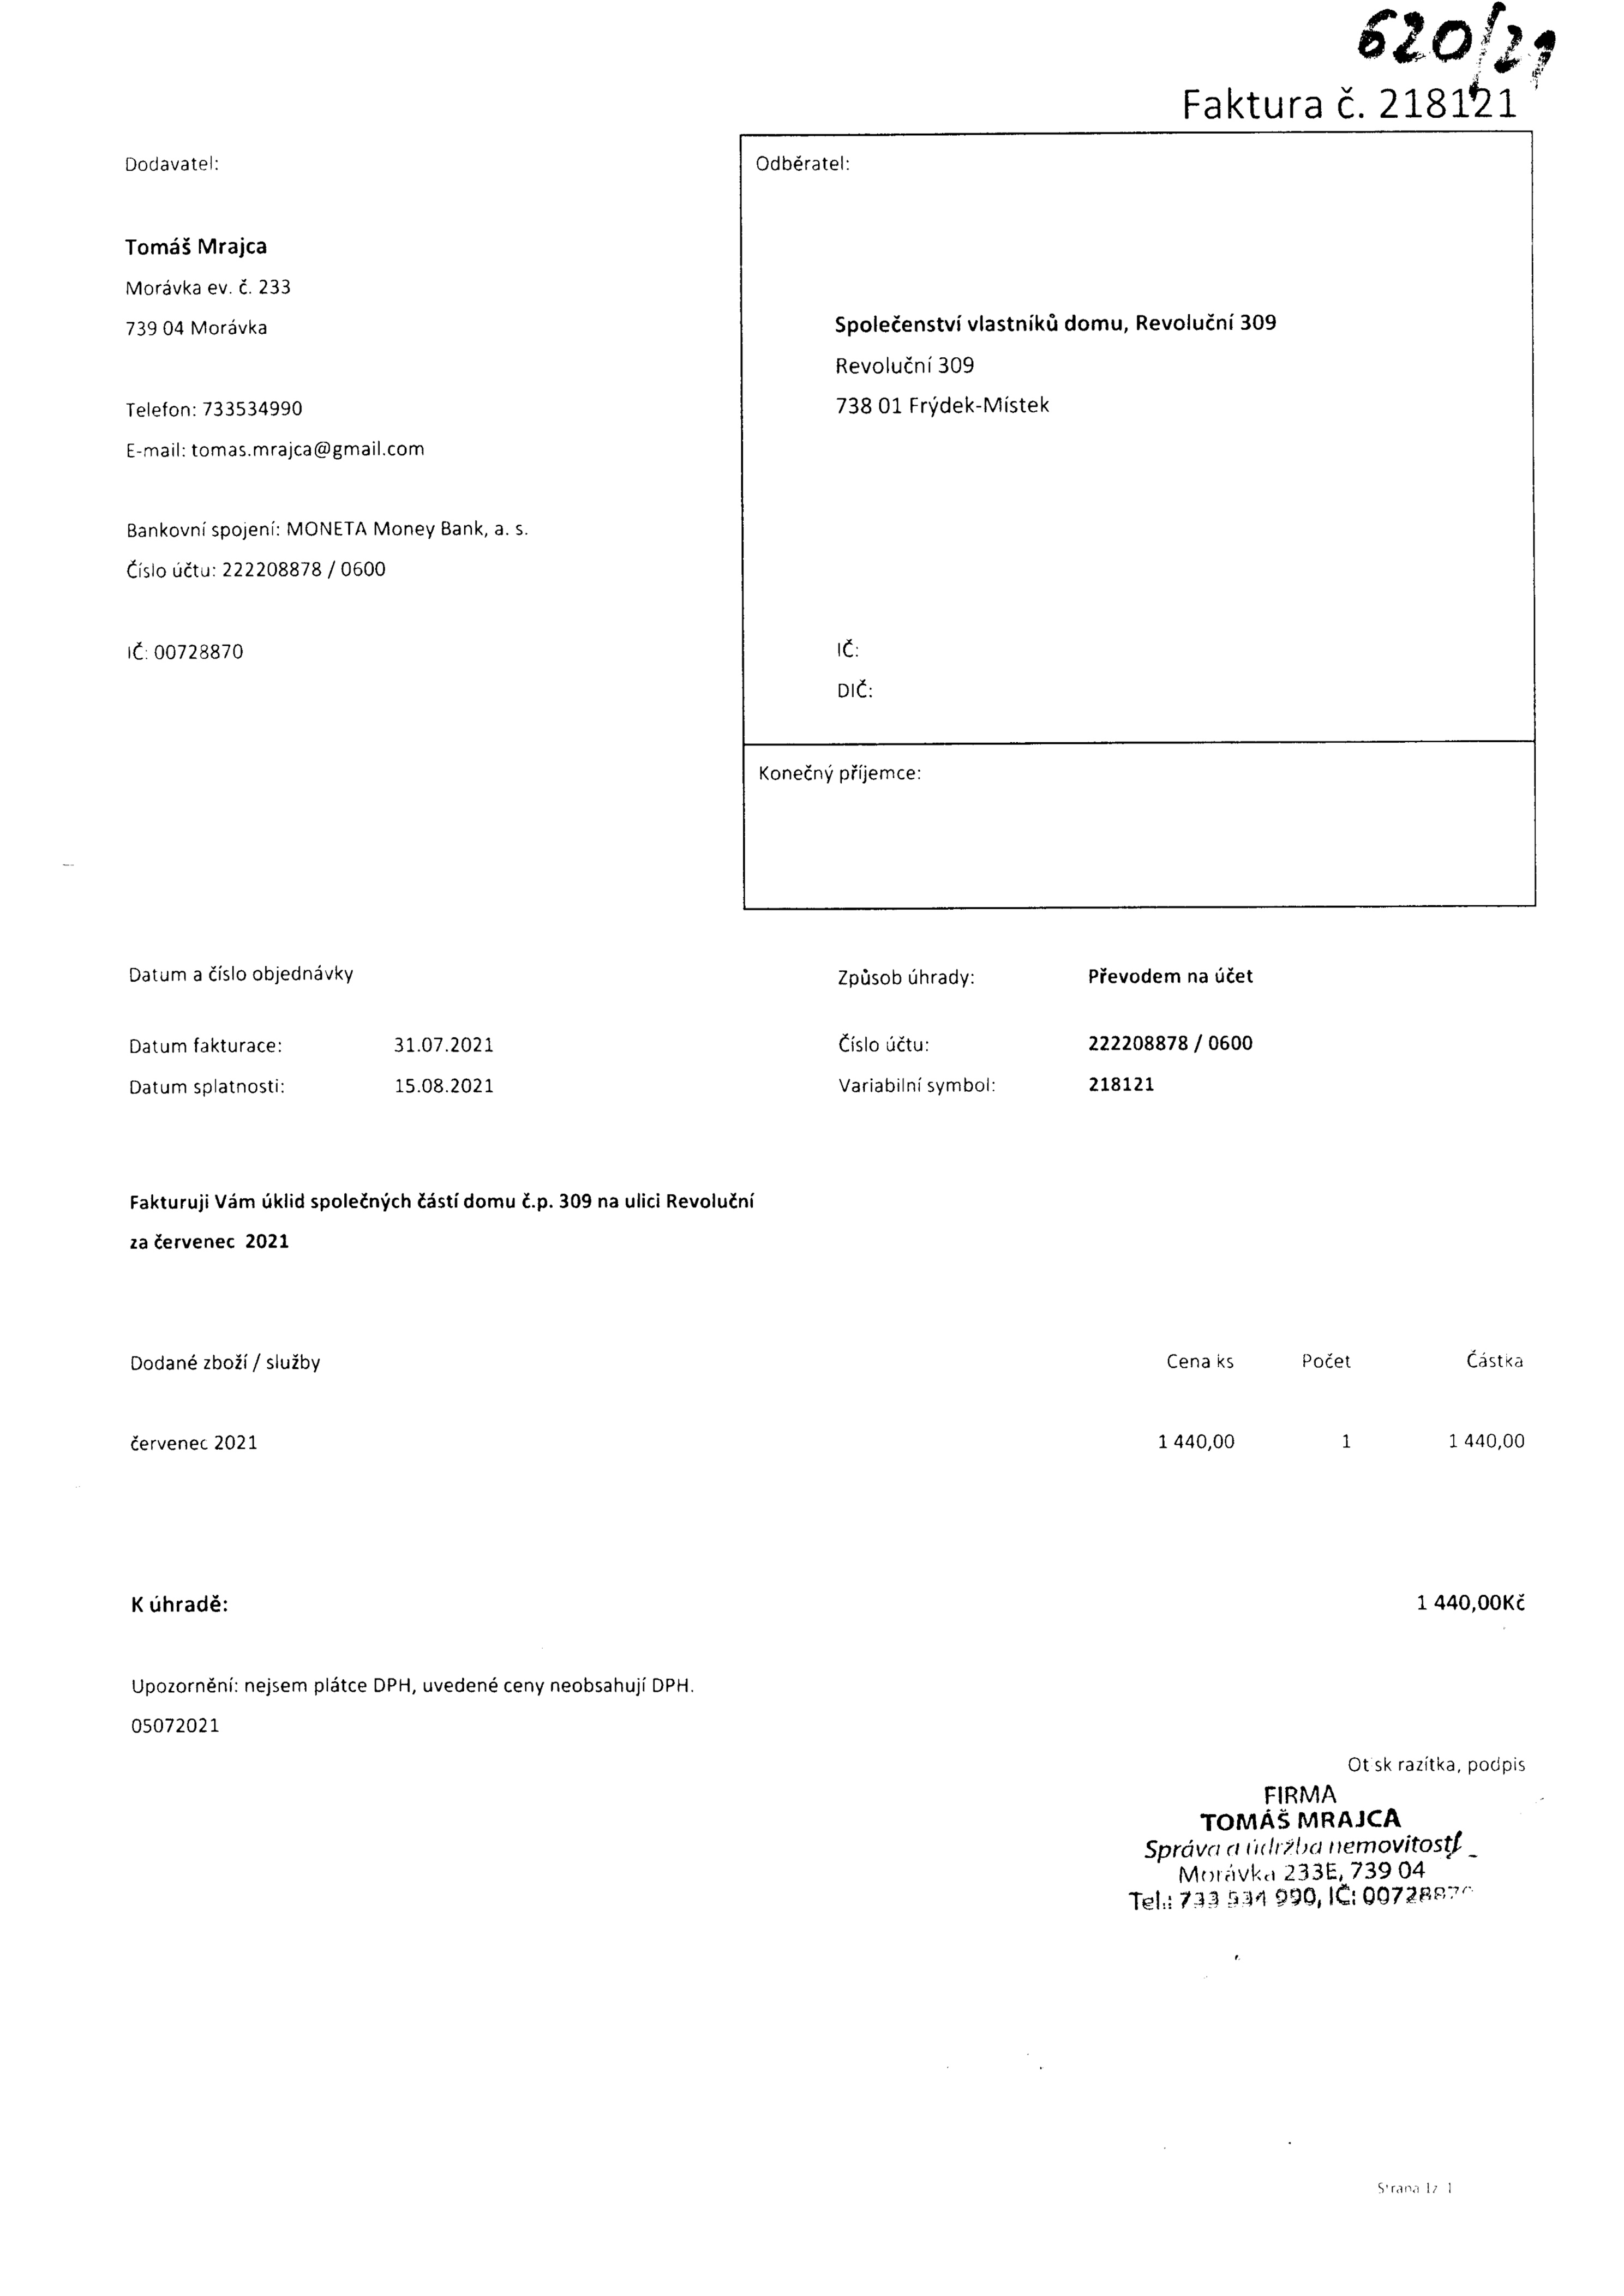 620/21
Faktura č. 218121
Dodavatel:
Tomáš Mrajca
Morávka ev. č. 233
739 04 Morávka
Telefon: 733534990
E-mail: tomas.mrajca@gmail.com
Bankovní spojení: MONETA Money Bank, a. s.
Číslo účtu: 222208878 / 0600
IČ: 00728870
Odběratel:
Společenství vlastníků domu, Revoluční 309
Revoluční 309
738 01 Frýdek-Místek
IČ:
DIČ:
Konečný příjemce:
Datum a číslo objednávky
Datum fakturace: 31.07.2021
Datum splatnosti: 15.08.2021
Způsob úhrady: Převodem na účet
Číslo účtu: 222208878 / 0600
Variabilní symbol: 218121
Fakturuji Vám úklid společných částí domu č.p. 309 na ulici Revoluční
za červenec 2021
Dodané zboží / služby Cena ks Počet Částka
červenec 2021 1 440,00 1 1 440,00
K úhradě: 1 440,00Kč
Upozornění: nejsem plátce DPH, uvedené ceny neobsahují DPH.
05072021
Otisk razítka, podpis
FIRMA
TOMÁŠ MRAJCA
Správa a údržba nemovitostí
Morávka 233E, 739 04
Tel.: 733 534 990, IČ: 00728870
Strana 1z 1